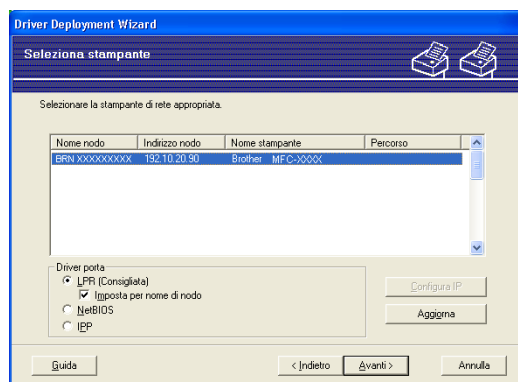 Driver Deployment Wizard
Seleziona stampante
Selezionare la stampante di rete appropriata.
Nome nodo Indirizzo nodo Nome stampante Percorso
BRN XXXXXXXXX 192.10.20.90 Brother MFC-XXXX
Driver porta
LPR (Consigliata)
Imposta per nome di nodo
NetBIOS
IPP
Configura IP
Aggiorna
Guida < Indietro Avanti > Annulla